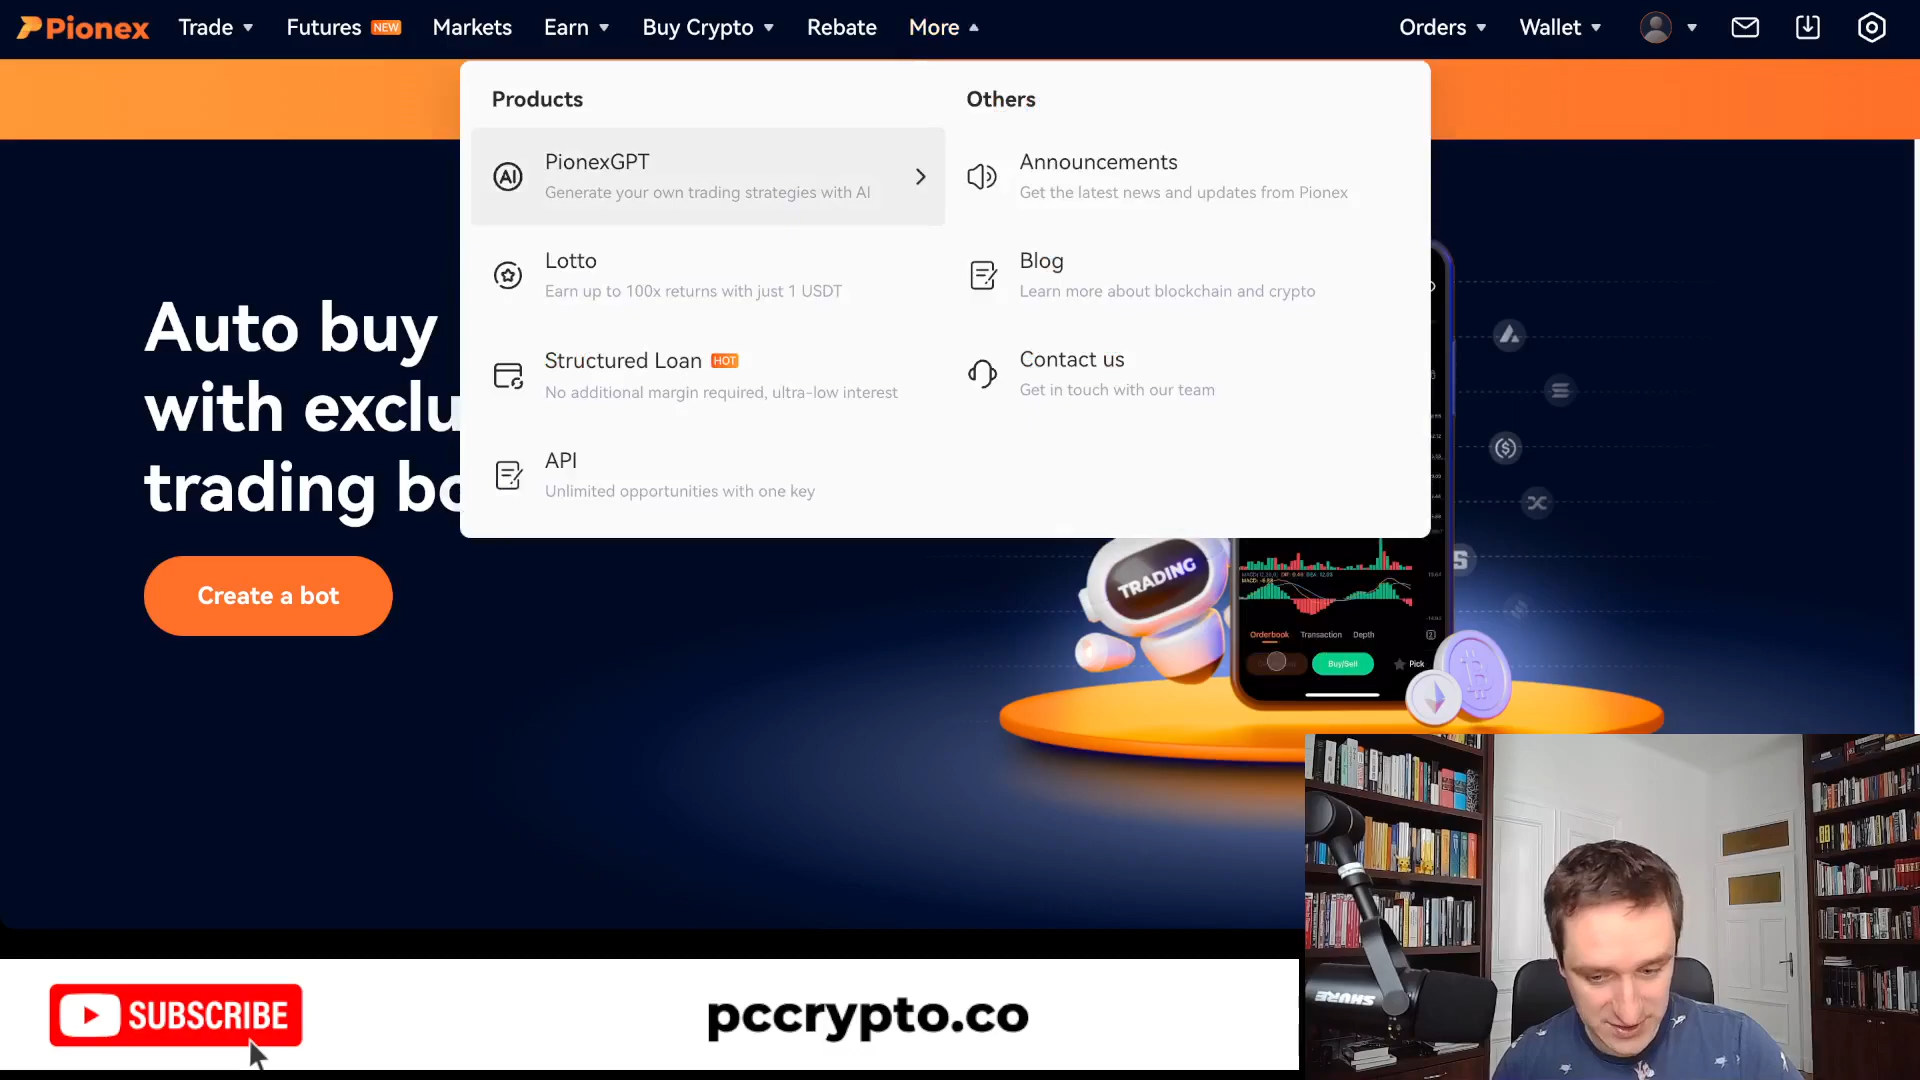 Pionex
Trade
Futures NEW
Markets
Earn
Buy Crypto
Rebate
More
Orders
Wallet
Products
PionexGPT
Generate your own trading strategies with AI
Lotto
Earn up to 100x returns with just 1 USDT
Structured Loan HOT
No additional margin required, ultra-low interest
API
Unlimited opportunities with one key
Others
Announcements
Get the latest news and updates from Pionex
Blog
Learn more about blockchain and crypto
Contact us
Get in touch with our team
Auto buy
with exclu
trading bo
Create a bot
TRADING
Orderbook Transaction Depth
Buy/Sell
Pick
SUBSCRIBE
pccrypto.co
SHURE